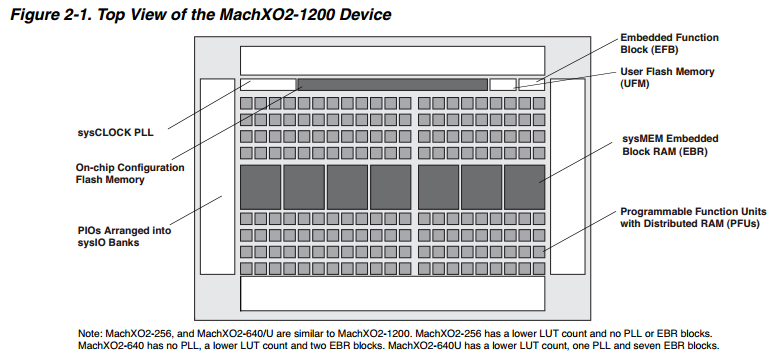 Figure 2-1. Top View of the MachXO2-1200 Device
Embedded Function
Block (EFB)
User Flash Memory
(UFM)
sysCLOCK PLL
sysMEM Embedded
Block RAM (EBR)
On-chip Configuration
Flash Memory
Programmable Function Units
with Distributed RAM (PFUs)
PIOs Arranged into
sysIO Banks
Note: MachXO2-256, and MachXO2-640/U are similar to MachXO2-1200. MachXO2-256 has a lower LUT count and no PLL or EBR blocks.
MachXO2-640 has no PLL, a lower LUT count and two EBR blocks. MachXO2-640U has a lower LUT count, one PLL and seven EBR blocks.